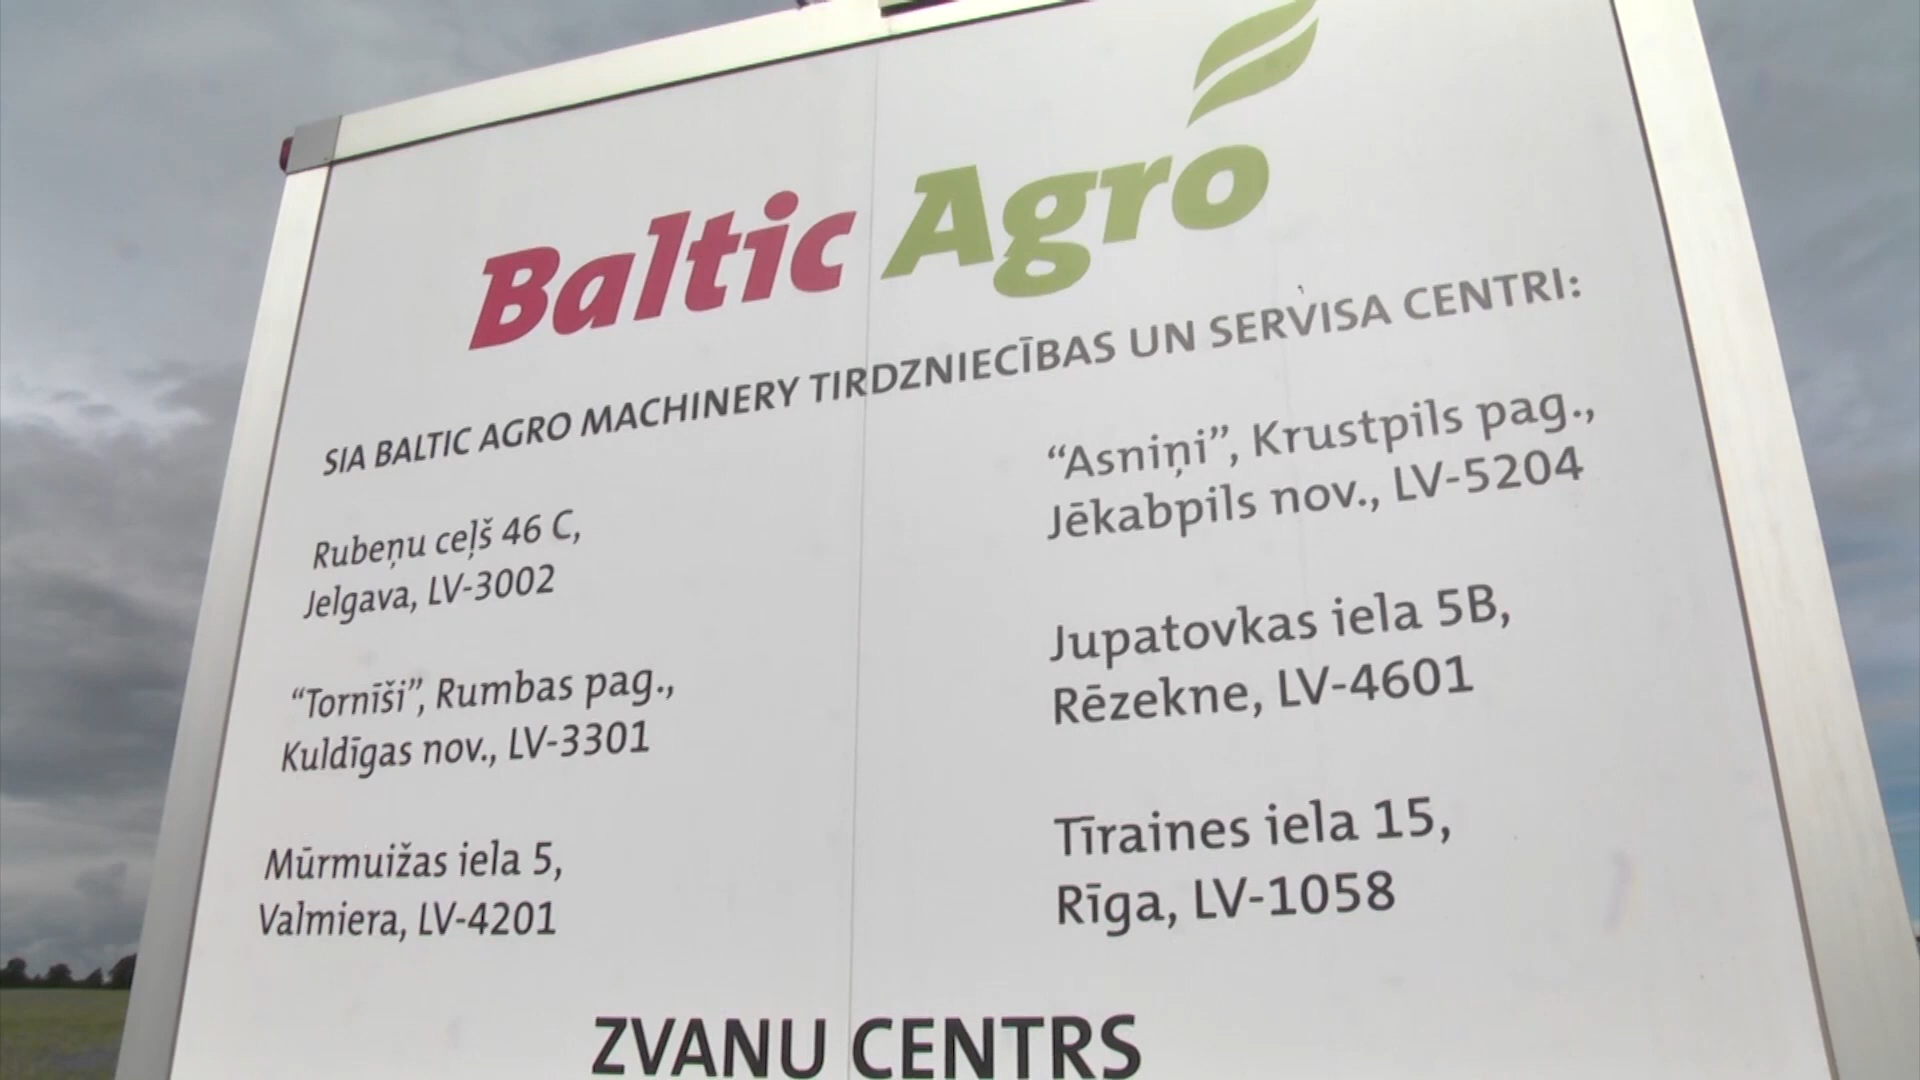 Baltic Agro
SIA BALTIC AGRO MACHINERY TIRDZNIECĪBAS UN SERVISA CENTRI:
Rubeņu ceļš 46 C,
Jelgava, LV-3002
“Tornīši”, Rumbas pag.,
Kuldīgas nov., LV-3301
Mūrmuižas iela 5,
Valmiera, LV-4201
“Asniņi”, Krustpils pag.,
Jēkabpils nov., LV-5204
Jupatovkas iela 5B,
Rēzekne, LV-4601
Tīraines iela 15,
Rīga, LV-1058
ZVANU CENTRS